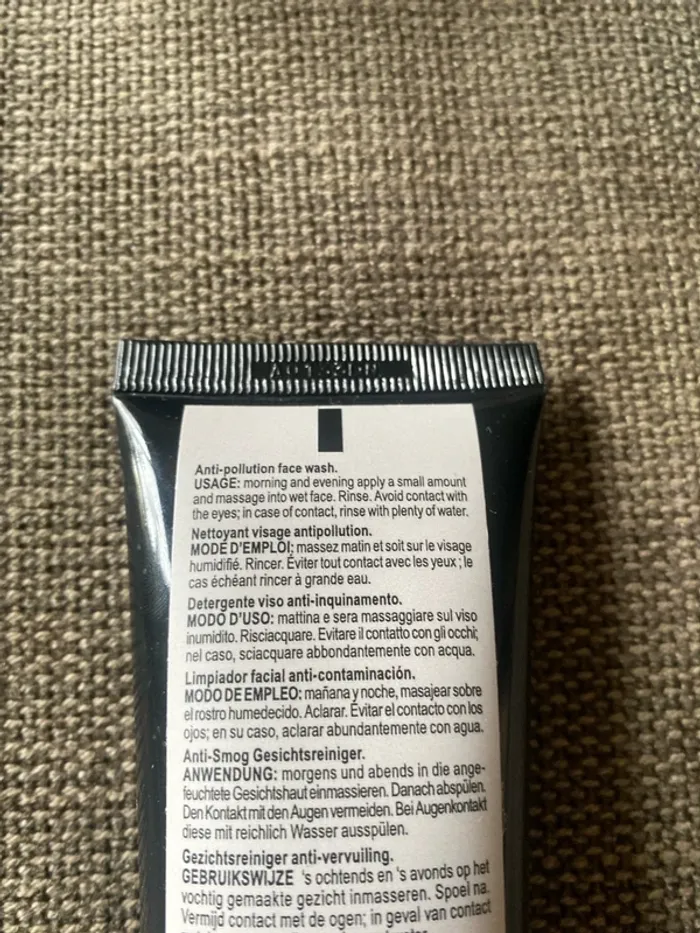 Anti-pollution face wash.
USAGE: morning and evening apply a small amount
and massage into wet face. Rinse. Avoid contact with
the eyes; in case of contact, rinse with plenty of water.
Nettoyant visage antipollution.
MODE D'EMPLOI: massez matin et soit sur le visage
humidifié. Rincer. Éviter tout contact avec les yeux ; le
cas échéant rincer à grande eau.
Detergente viso anti-inquinamento.
MODO D'USO: mattina e sera massaggiare sul viso
inumidito. Risciacquare. Evitare il contatto con gli occhi;
nel caso, sciacquare abbondantemente con acqua.
Limpiador facial anti-contaminación.
MODO DE EMPLEO: mañana y noche, masajear sobre
el rostro humedecido. Aclarar. Evitar el contacto con los
ojos; en su caso, aclarar abundantemente con agua.
Anti-Smog Gesichtsreiniger.
ANWENDUNG: morgens und abends in die ange-
feuchtete Gesichtshaut einmassieren. Danach abspülen.
Den Kontakt mit den Augen vermeiden. Bei Augenkontakt
diese mit reichlich Wasser ausspülen.
Gezichtsreiniger anti-vervuiling.
GEBRUIKSWIJZE 's ochtends en 's avonds op het
vochtig gemaakte gezicht inmasseren. Spoel na.
Vermijd contact met de ogen; in geval van contact